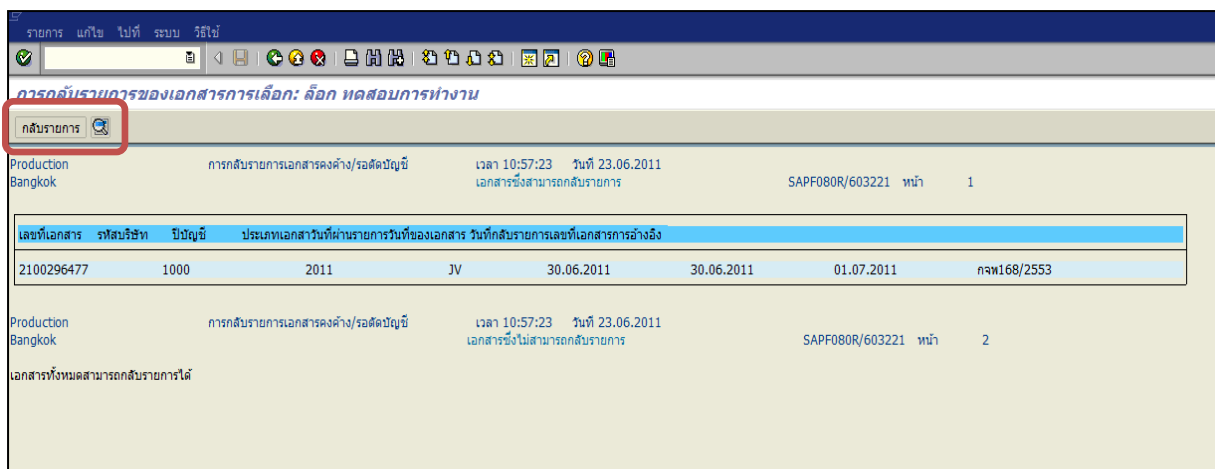 รายการ แก้ไข ไปที่ ระบบ วิธีใช้
การกลับรายการของเอกสารการเลือก: ล็อก ทดสอบการทำงาน
กลับรายการ
Production การกลับรายการเอกสารคงค้าง/รอตัดบัญชี เวลา 10:57:23 วันที่ 23.06.2011
Bangkok เอกสารซึ่งสามารถกลับรายการ SAPF080R/603221 หน้า 1
เลขที่เอกสาร รหัสบริษัท ปีบัญชี ประเภทเอกสาวันที่ผ่านรายการวันที่ของเอกสาร วันที่กลับรายการเลขที่เอกสารการอ้างอิง
2100296477 1000 2011 JV 30.06.2011 30.06.2011 01.07.2011 กจพ168/2553
Production การกลับรายการเอกสารคงค้าง/รอตัดบัญชี เวลา 10:57:23 วันที่ 23.06.2011
Bangkok เอกสารซึ่งไม่สามารถกลับรายการ SAPF080R/603221 หน้า 2
เอกสารทั้งหมดสามารถกลับรายการได้